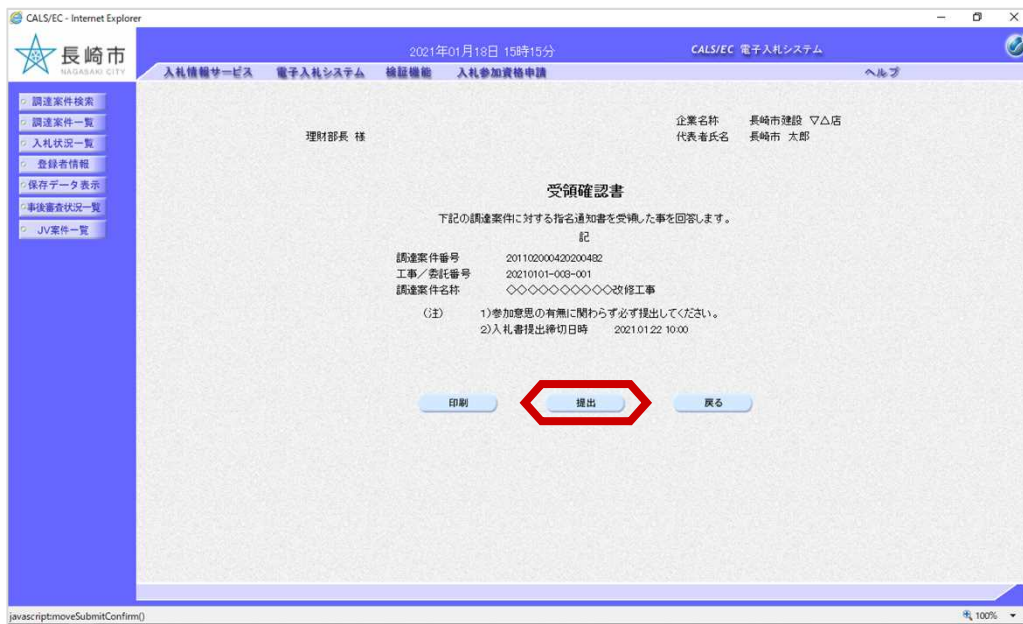 CALS/EC - Internet Explorer
長崎市
NAGASAKI CITY
2021年01月18日 15時15分
CALS/EC 電子入札システム
入札情報サービス 電子入札システム 検証機能 入札参加資格申請 ヘルプ
調達案件検索
調達案件一覧
入札状況一覧
登録者情報
保存データ表示
事後審査状況一覧
JV案件一覧
企業名称 長崎市建設 ▽△店
理財部長 様
代表者氏名 長崎市 太郎
受領確認書
下記の調達案件に対する指名通知書を受領した事を回答します。
記
調達案件番号 201102000420200482
工事／委託番号 20210101-003-001
調達案件名称 ◇◇◇◇◇◇◇◇◇◇改修工事
(注) 1)参加意思の有無に関わらず必ず提出してください。
2)入札書提出締切日時 2021.01.22 10:00
印刷 提出 戻る
javascript:moveSubmitConfirm()
100%